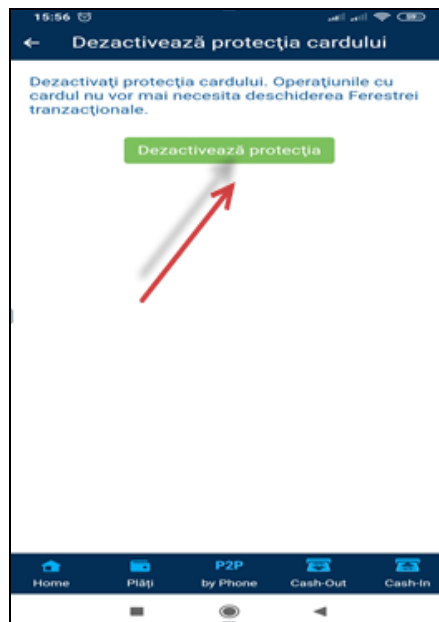 15:56
Dezactivează protecția cardului
Dezactivați protecția cardului. Operațiunile cu
cardul nu vor mai necesita deschiderea Ferestrei
tranzacționale.
Dezactivează protecția
P2P
Home Plăți by Phone Cash-Out Cash-In